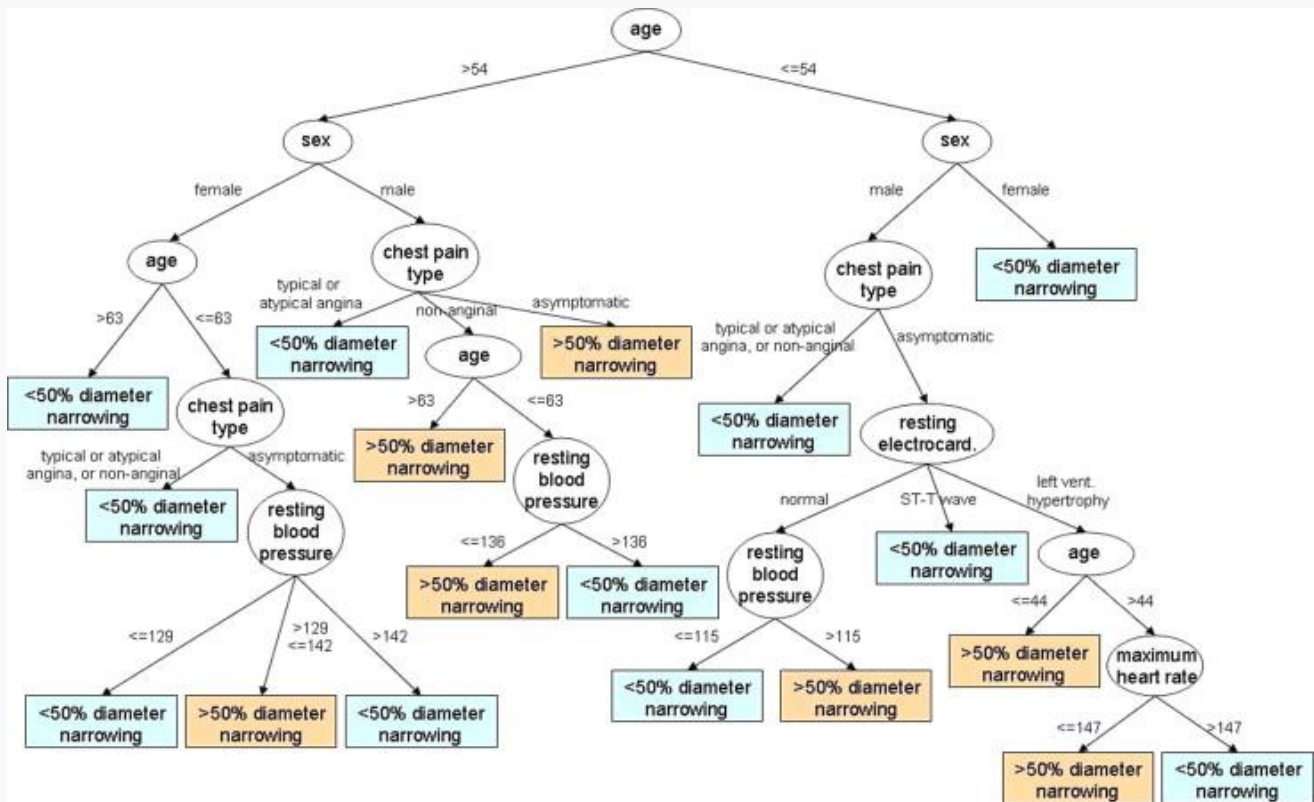 age
>54
<=54
sex
sex
female
male
male
female
age
chest pain
type
chest pain
type
<50% diameter
narrowing
typical or
atypical angina
non-anginal
asymptomatic
>63
<=63
<50% diameter
narrowing
age
>50% diameter
narrowing
typical or atypical
angina, or non-anginal
asymptomatic
<50% diameter
narrowing
chest pain
type
>63
<=63
<50% diameter
narrowing
resting
electrocard.
>50% diameter
narrowing
resting
blood
pressure
typical or atypical
angina, or non-anginal
asymptomatic
<50% diameter
narrowing
resting
blood
pressure
normal
ST-T wave
left vent.
hypertrophy
<=136
>136
>50% diameter
narrowing
<50% diameter
narrowing
resting
blood
pressure
<50% diameter
narrowing
age
<=129
>129
<=142
>142
<=115
>115
<=44
>44
<50% diameter
narrowing
>50% diameter
narrowing
>50% diameter
narrowing
maximum
heart rate
<50% diameter
narrowing
>50% diameter
narrowing
<50% diameter
narrowing
<=147
>147
>50% diameter
narrowing
<50% diameter
narrowing